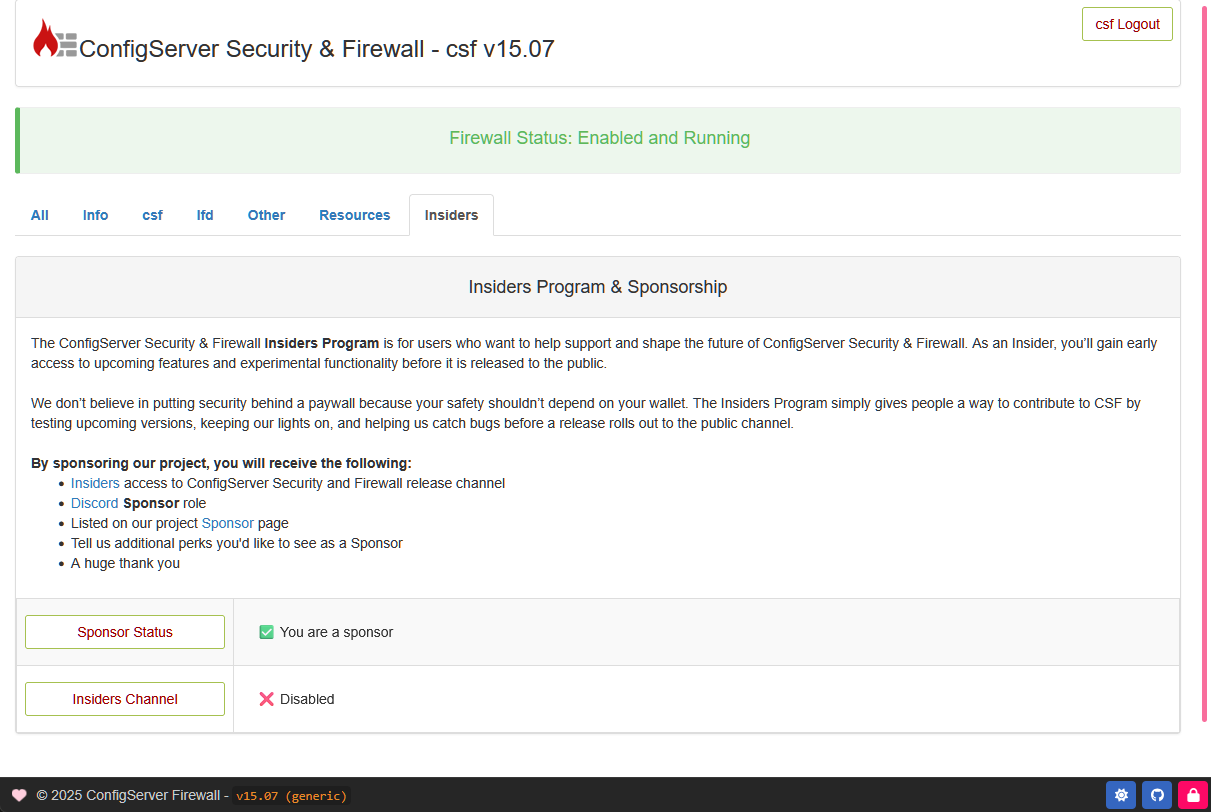 ConfigServer Security & Firewall - csf v15.07
csf Logout
Firewall Status: Enabled and Running
All Info csf lfd Other Resources Insiders
Insiders Program & Sponsorship
The ConfigServer Security & Firewall Insiders Program is for users who want to help support and shape the future of ConfigServer Security & Firewall. As an Insider, you’ll gain early
access to upcoming features and experimental functionality before it is released to the public.
We don’t believe in putting security behind a paywall because your safety shouldn’t depend on your wallet. The Insiders Program simply gives people a way to contribute to CSF by
testing upcoming versions, keeping our lights on, and helping us catch bugs before a release rolls out to the public channel.
By sponsoring our project, you will receive the following:
• Insiders access to ConfigServer Security and Firewall release channel
• Discord Sponsor role
• Listed on our project Sponsor page
• Tell us additional perks you'd like to see as a Sponsor
• A huge thank you
Sponsor Status ✅ You are a sponsor
Insiders Channel ❌ Disabled
© 2025 ConfigServer Firewall - v15.07 (generic)